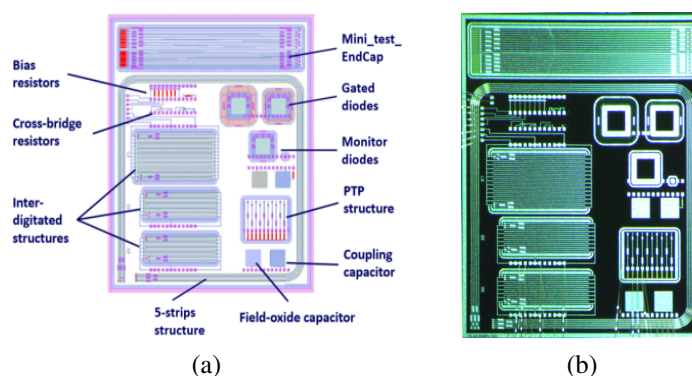 Mini_test_
EndCap
Bias
resistors
Gated
diodes
Cross-bridge
resistors
Monitor
diodes
Inter-
digitated
structures
PTP
structure
Coupling
capacitor
5-strips
structure
Field-oxide capacitor
(a)
(b)